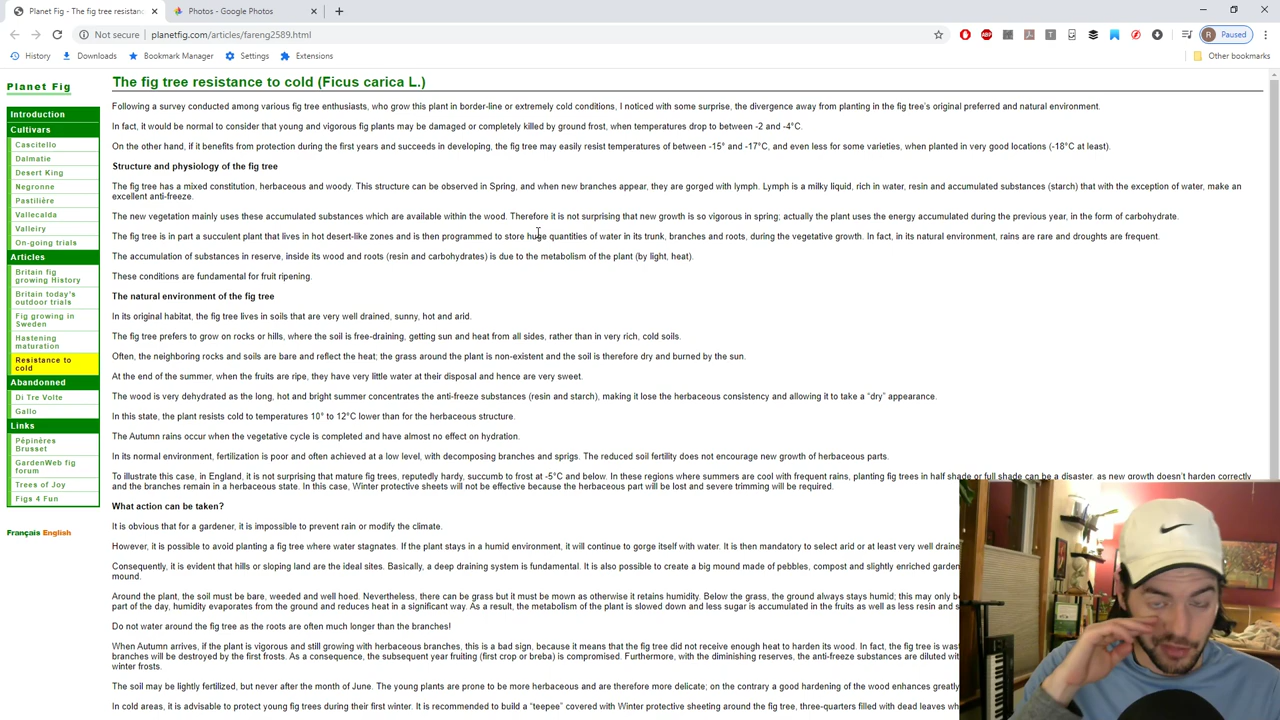 Planet Fig - The fig tree resistanc
Photos - Google Photos
Not secure | planetfig.com/articles/fareng2589.html
Paused
History
Downloads
Bookmark Manager
Settings
Extensions
Other bookmarks
Planet Fig
Introduction
Cultivars
Cascitello
Dalmatie
Desert King
Negronne
Pastilière
Vallecalda
Valleiry
On-going trials
Articles
Britain fig
growing History
Britain today's
outdoor trials
Fig growing in
Sweden
Hastening
maturation
Resistance to
cold
Abandonned
Di Tre Volte
Gallo
Links
Pépinères
Brusset
GardenWeb fig
forum
Trees of Joy
Figs 4 Fun
Français English
The fig tree resistance to cold (Ficus carica L.)
Following a survey conducted among various fig tree enthusiasts, who grow this plant in border-line or extremely cold conditions, I noticed with some surprise, the divergence away from planting in the fig tree's original preferred and natural environment.
In fact, it would be normal to consider that young and vigorous fig plants may be damaged or completely killed by ground frost, when temperatures drop to between -2 and -4°C.
On the other hand, if it benefits from protection during the first years and succeeds in developing, the fig tree may easily resist temperatures of between -15° and -17°C, and even less for some varieties, when planted in very good locations (-18°C at least).
Structure and physiology of the fig tree
The fig tree has a mixed constitution, herbaceous and woody. This structure can be observed in Spring, and when new branches appear, they are gorged with lymph. Lymph is a milky liquid, rich in water, resin and accumulated substances (starch) that with the exception of water, make an
excellent anti-freeze.
The new vegetation mainly uses these accumulated substances which are available within the wood. Therefore it is not surprising that new growth is so vigorous in spring; actually the plant uses the energy accumulated during the previous year, in the form of carbohydrate.
The fig tree is in part a succulent plant that lives in hot desert-like zones and is then programmed to store huge quantities of water in its trunk, branches and roots, during the vegetative growth. In fact, in its natural environment, rains are rare and droughts are frequent.
The accumulation of substances in reserve, inside its wood and roots (resin and carbohydrates) is due to the metabolism of the plant (by light, heat).
These conditions are fundamental for fruit ripening.
The natural environment of the fig tree
In its original habitat, the fig tree lives in soils that are very well drained, sunny, hot and arid.
The fig tree prefers to grow on rocks or hills, where the soil is free-draining, getting sun and heat from all sides, rather than in very rich, cold soils.
Often, the neighboring rocks and soils are bare and reflect the heat; the grass around the plant is non-existent and the soil is therefore dry and burned by the sun.
At the end of the summer, when the fruits are ripe, they have very little water at their disposal and hence are very sweet.
The wood is very dehydrated as the long, hot and bright summer concentrates the anti-freeze substances (resin and starch), making it lose the herbaceous consistency and allowing it to take a “dry” appearance.
In this state, the plant resists cold to temperatures 10° to 12°C lower than for the herbaceous structure.
The Autumn rains occur when the vegetative cycle is completed and have almost no effect on hydration.
In its normal environment, fertilization is poor and often achieved at a low level, with decomposing branches and sprigs. The reduced soil fertility does not encourage new growth of herbaceous parts.
To illustrate this case, in England, it is not surprising that mature fig trees, reputedly hardy, succumb to frost at -5°C and below. In these regions where summers are cool with frequent rains, planting fig trees in half shade or full shade can be a disaster, as new growth doesn't harden correctly
and the branches remain in a herbaceous state. In this case, Winter protective sheets will not be effective because the herbaceous part will be lost and severe trimming will be required.
What action can be taken?
It is obvious that for a gardener, it is impossible to prevent rain or modify the climate.
However, it is possible to avoid planting a fig tree where water stagnates. If the plant stays in a humid environment, it will continue to gorge itself with water. It is then mandatory to select arid or at least very well draine
Consequently, it is evident that hills or sloping land are the ideal sites. Basically, a deep draining system is fundamental. It is also possible to create a big mound made of pebbles, compost and slightly enriched garden
mound.
Around the plant, the soil must be bare, weeded and well hoed. Nevertheless, there can be grass but it must be mown as otherwise it retains humidity. Below the grass, the ground always stays humid; this may only b
part of the day, humidity evaporates from the ground and reduces heat in a significant way. As a result, the metabolism of the plant is slowed down and less sugar is accumulated in the fruits as well as less resin and s
Do not water around the fig tree as the roots are often much longer than the branches!
When Autumn arrives, if the plant is vigorous and still growing with herbaceous branches, this is a bad sign, because it means that the fig tree did not receive enough heat to harden its wood. In fact, the fig tree is wast
branches will be destroyed by the first frosts. As a consequence, the subsequent year fruiting (first crop or breba) is compromised. Furthermore, with the diminishing reserves, the anti-freeze substances are diluted with
winter frosts.
The soil may be lightly fertilized, but never after the month of June. The young plants are prone to be more herbaceous and are therefore more delicate; on the contrary a good hardening of the wood enhances greatly
In cold areas, it is advisable to protect young fig trees during their first winter. It is recommended to build a “teepee” covered with Winter protective sheeting around the fig tree, three-quarters filled with dead leaves wh